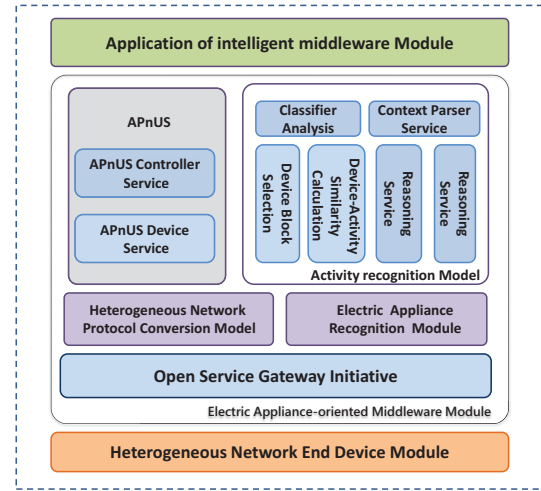 Application of intelligent middleware Module
APnUS
APnUS Controller
Service
APnUS Device
Service
Classifier
Analysis
Context Parser
Service
Device Block
Selection
Device-Activity
Similarity
Calculation
Reasoning
Service
Reasoning
Service
Activity recognition Model
Heterogeneous Network
Protocol Conversion Model
Electric Appliance
Recognition Module
Open Service Gateway Initiative
Electric Appliance-oriented Middleware Module
Heterogeneous Network End Device Module